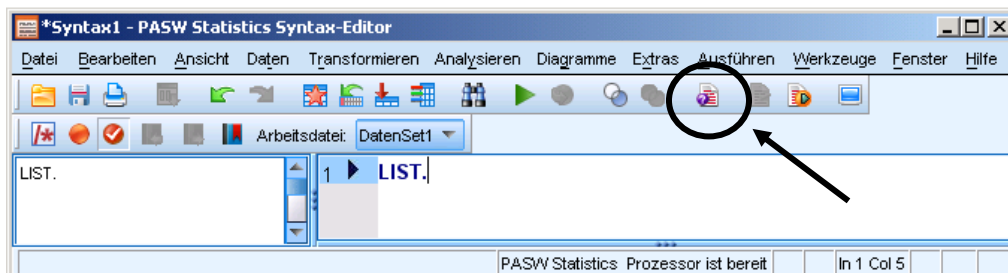 *Syntax1 - PASW Statistics Syntax-Editor
Datei Bearbeiten Ansicht Daten Transformieren Analysieren Diagramme Extras Ausführen Werkzeuge Fenster Hilfe
Arbeitsdatei: DatenSet1
LIST. 1 LIST.
PASW Statistics Prozessor ist bereit In 1 Col 5